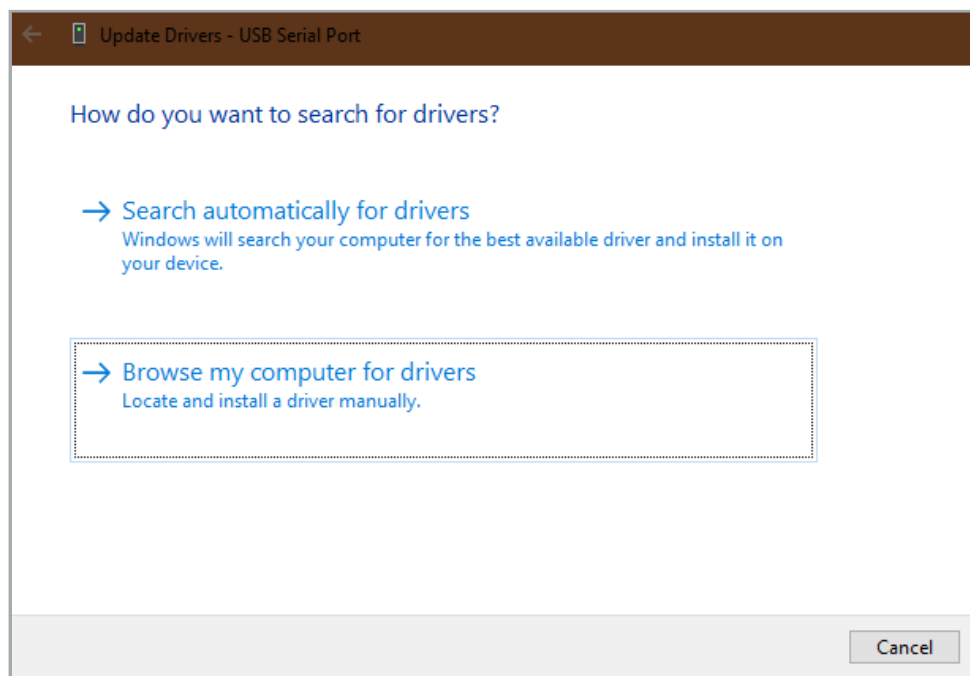 Update Drivers - USB Serial Port
How do you want to search for drivers?
Search automatically for drivers
Windows will search your computer for the best available driver and install it on
your device.
Browse my computer for drivers
Locate and install a driver manually.
Cancel